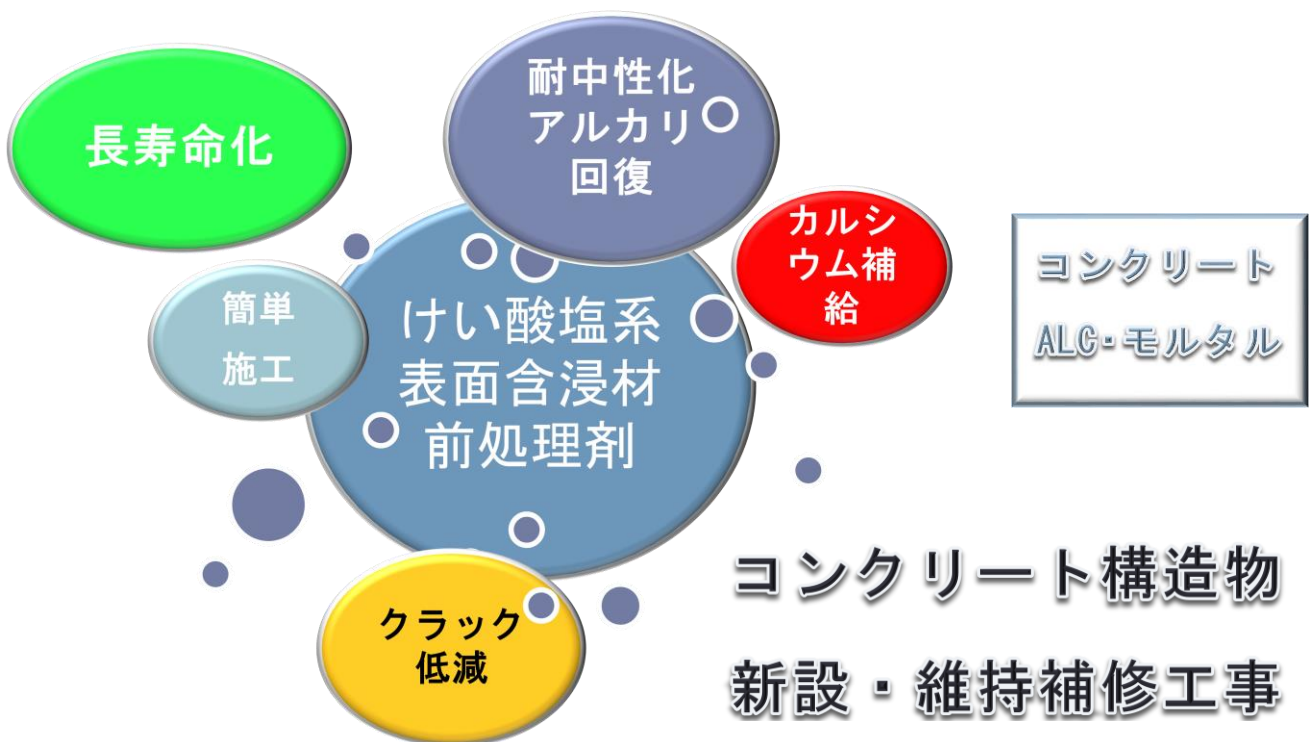 長寿命化
耐中性化
アルカリ
回復
カルシ
ウム補
給
簡単
施工
けい酸塩系
表面含浸材
前処理剤
コンクリート
ALC・モルタル
クラック
低減
コンクリート構造物
新設・維持補修工事